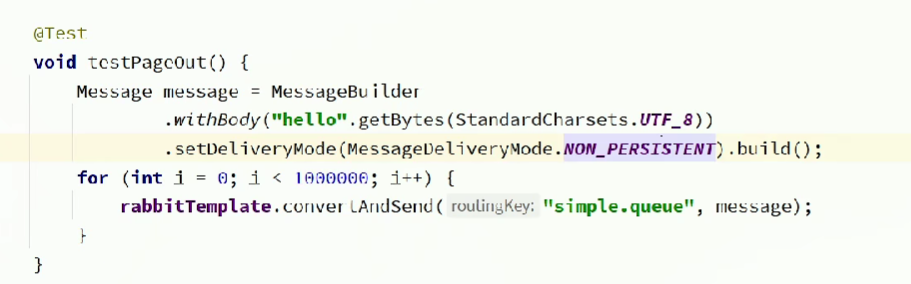 @Test
void testPageOut() {
Message message = MessageBuilder
.withBody("hello".getBytes(StandardCharsets.UTF_8))
.setDeliveryMode(MessageDeliveryMode.NON_PERSISTENT).build();
for (int i = 0; i < 1000000; i++) {
rabbitTemplate.convertAndSend( routingKey: "simple.queue", message);
}
}